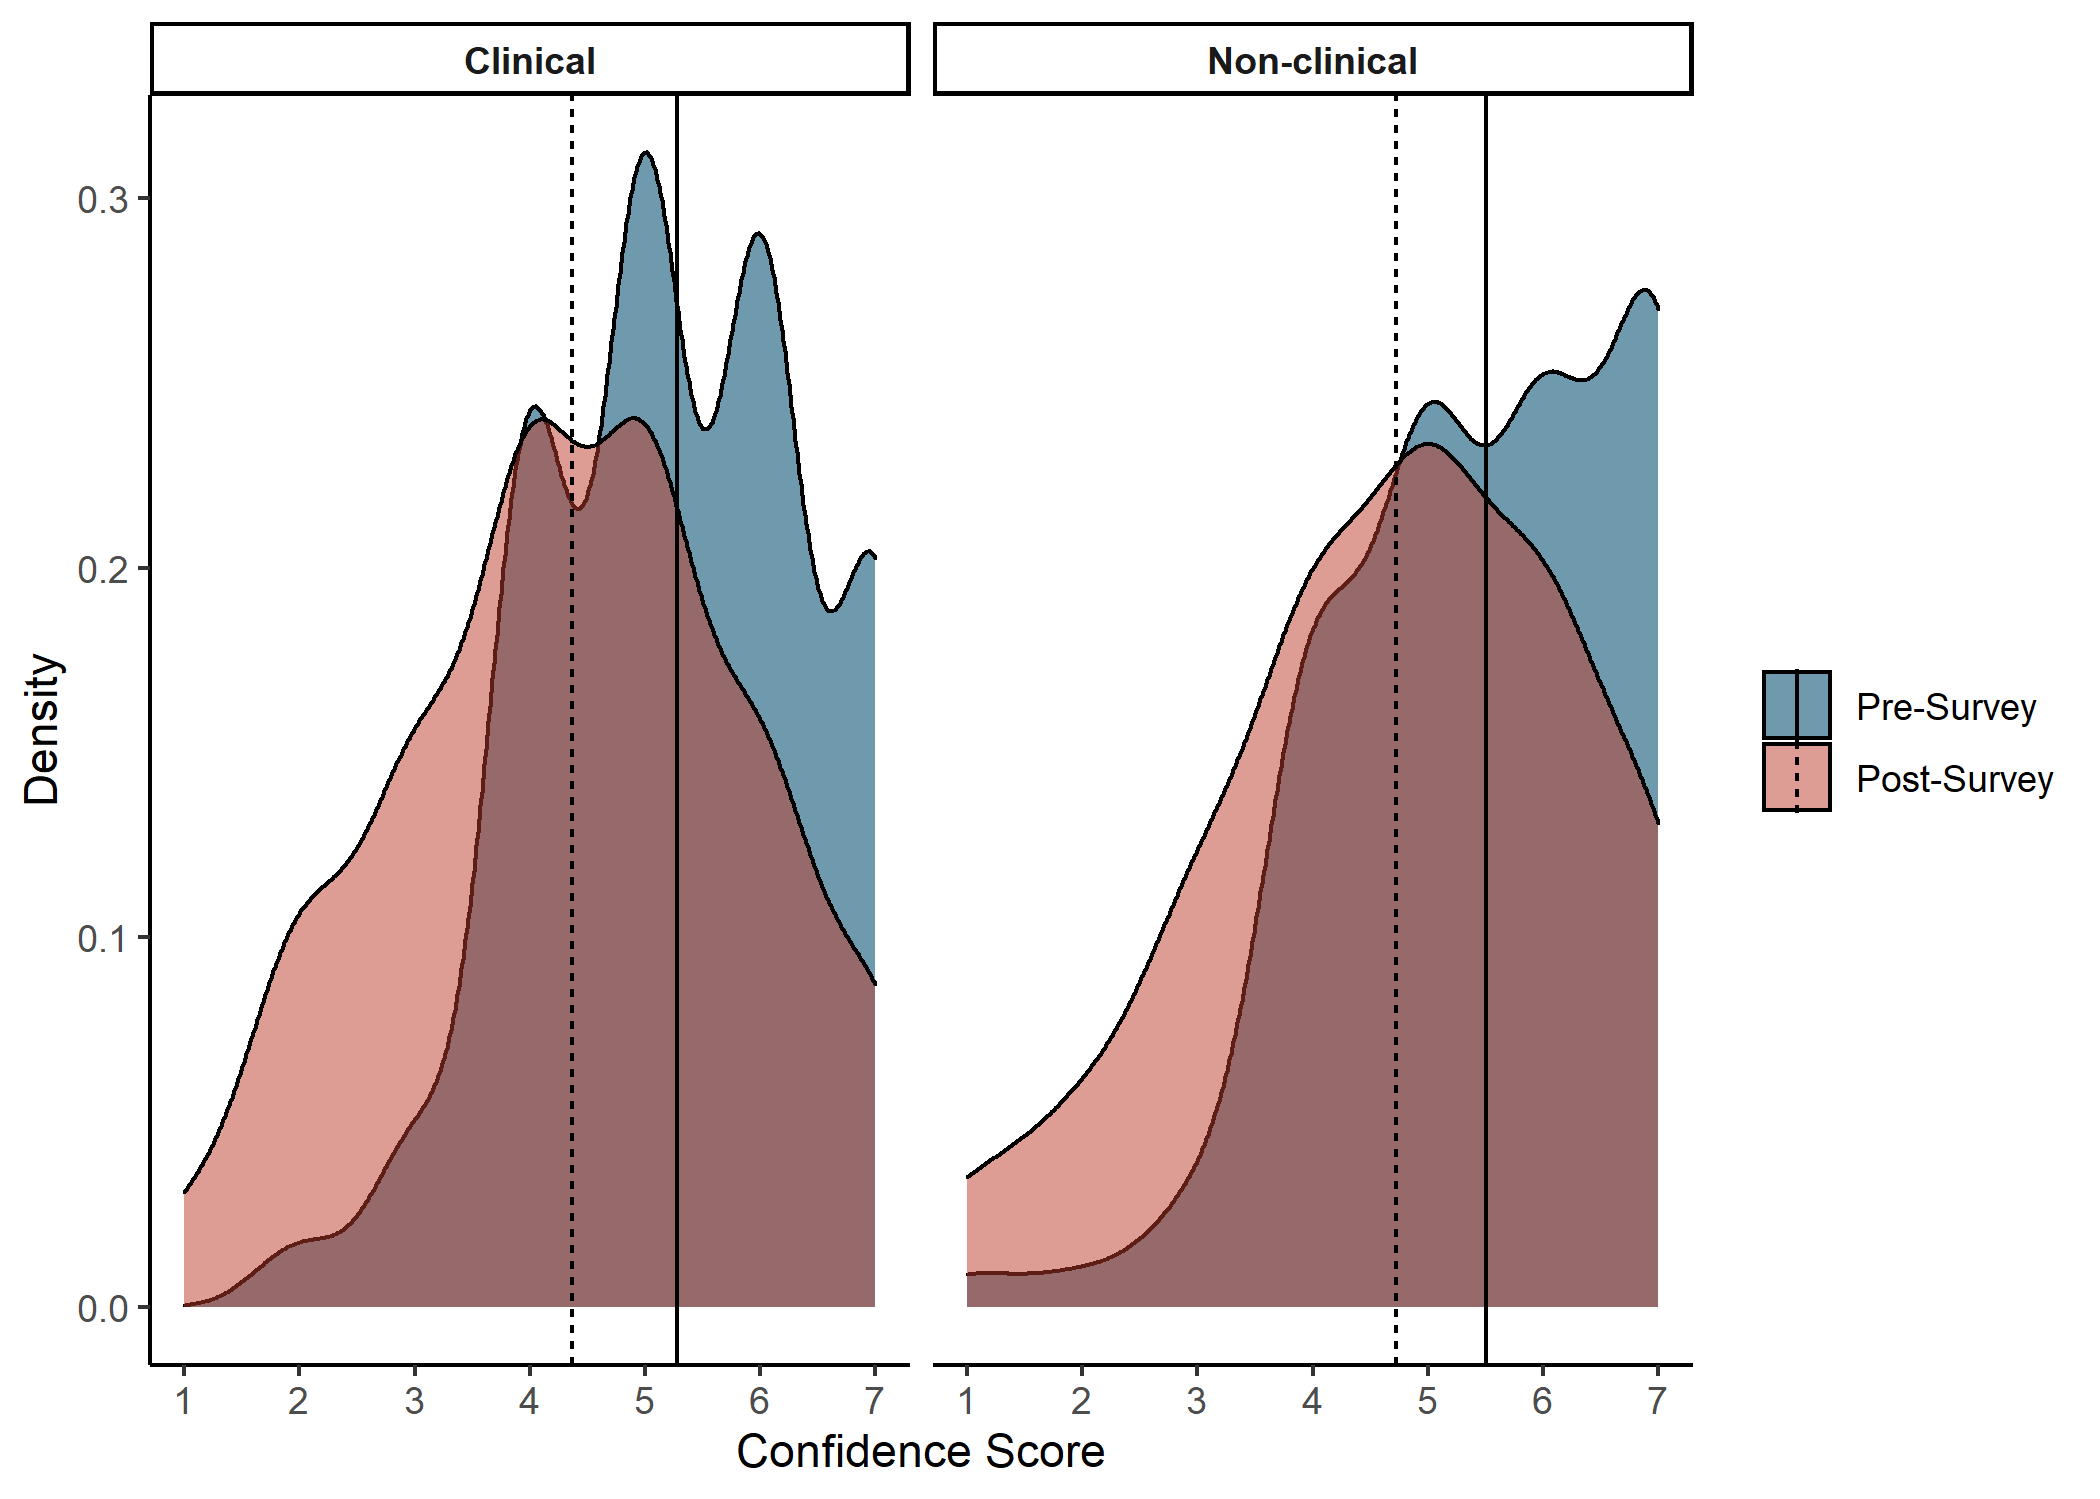 Clinical
Non-clinical
0.3
0.2
0.1
0.0
Density
1 2 3 4 5 6 7
1 2 3 4 5 6 7
Confidence Score
Pre-Survey
Post-Survey